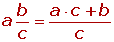 a b/c = (a · c + b)/c